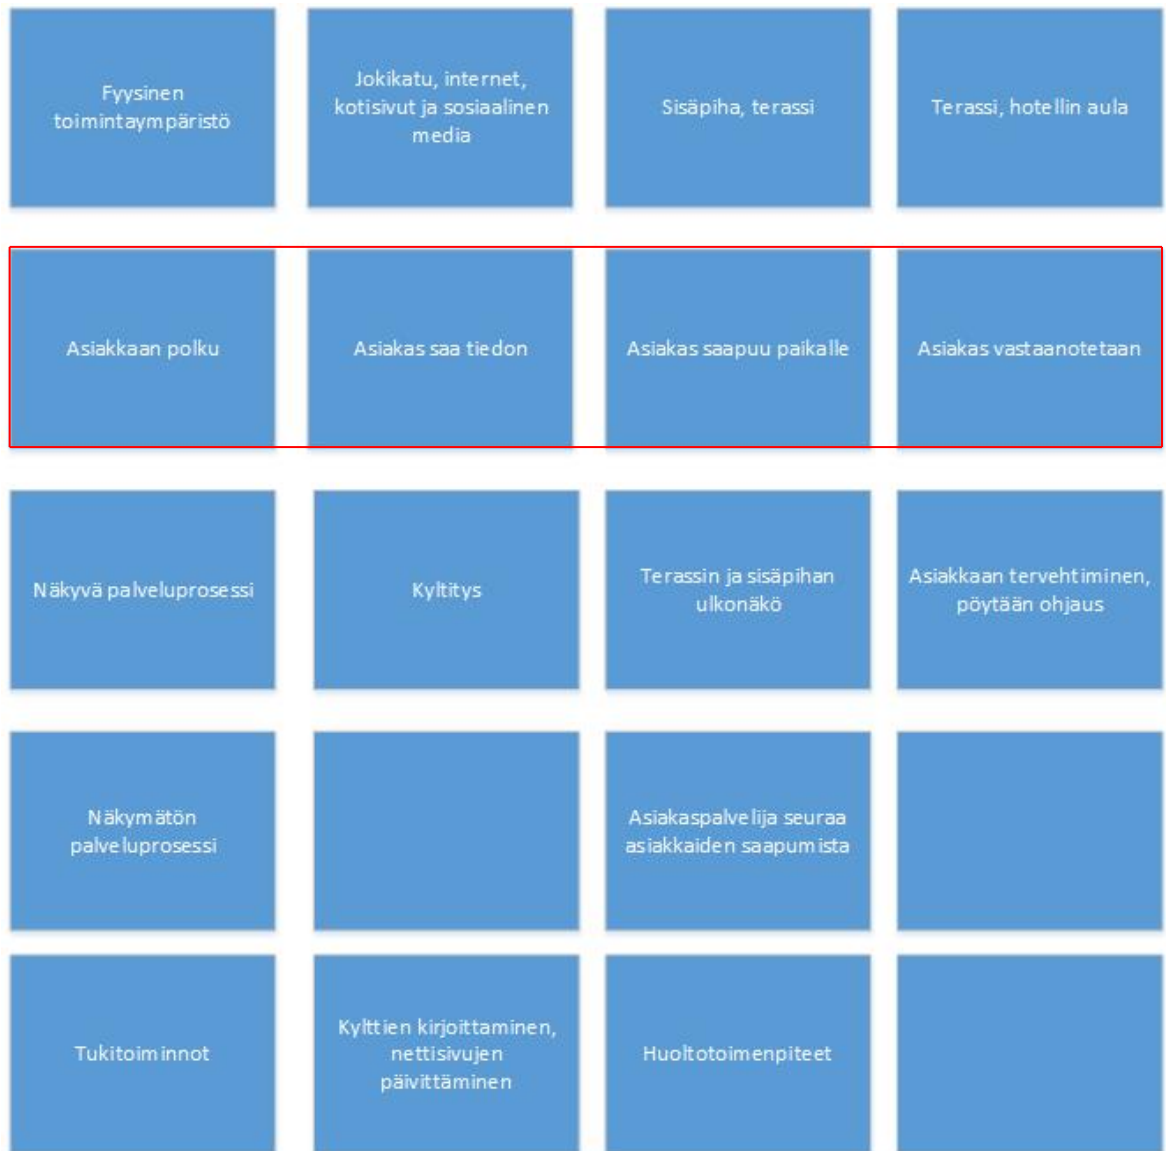 Fyysinen
toimintaympäristö
Jokikatu, internet,
kotisivut ja sosiaalinen
media
Sisäpiha, terassi
Terassi, hotellin aula
Asiakkaan polku
Asiakas saa tiedon
Asiakas saapuu paikalle
Asiakas vastaanotetaan
Näkyvä palveluprosessi
Kyltitys
Terassin ja sisäpihan
ulkonäkö
Asiakkaan tervehtiminen,
pöytään ohjaus
Näkymätön
palveluprosessi
Asiakaspalvelija seuraa
asiakkaiden saapumista
Tukitoiminnot
Kylttien kirjoittaminen,
nettisivujen
päivittäminen
Huoltotoimenpiteet